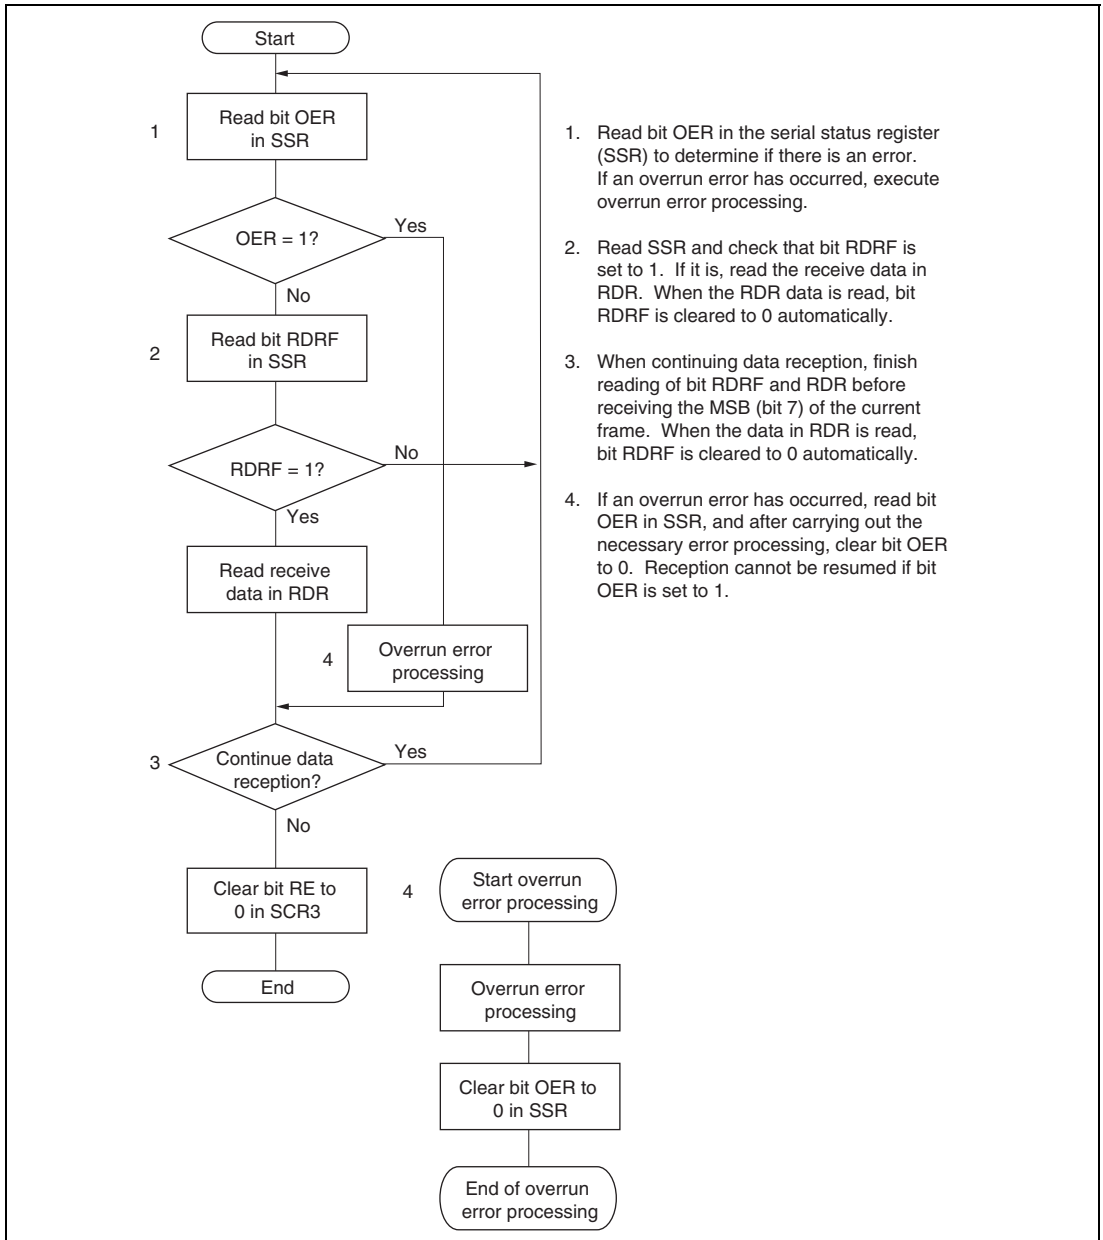 Start
1
Read bit OER
in SSR
OER = 1?
Yes
No
2
Read bit RDRF
in SSR
RDRF = 1?
No
Yes
Read receive
data in RDR
4
Overrun error
processing
3
Continue data
reception?
Yes
No
Clear bit RE to
0 in SCR3
End
4
Start overrun
error processing
Overrun error
processing
Clear bit OER to
0 in SSR
End of overrun
error processing
1. Read bit OER in the serial status register
(SSR) to determine if there is an error.
If an overrun error has occurred, execute
overrun error processing.
2. Read SSR and check that bit RDRF is
set to 1. If it is, read the receive data in
RDR. When the RDR data is read, bit
RDRF is cleared to 0 automatically.
3. When continuing data reception, finish
reading of bit RDRF and RDR before
receiving the MSB (bit 7) of the current
frame. When the data in RDR is read,
bit RDRF is cleared to 0 automatically.
4. If an overrun error has occurred, read bit
OER in SSR, and after carrying out the
necessary error processing, clear bit OER
to 0. Reception cannot be resumed if bit
OER is set to 1.